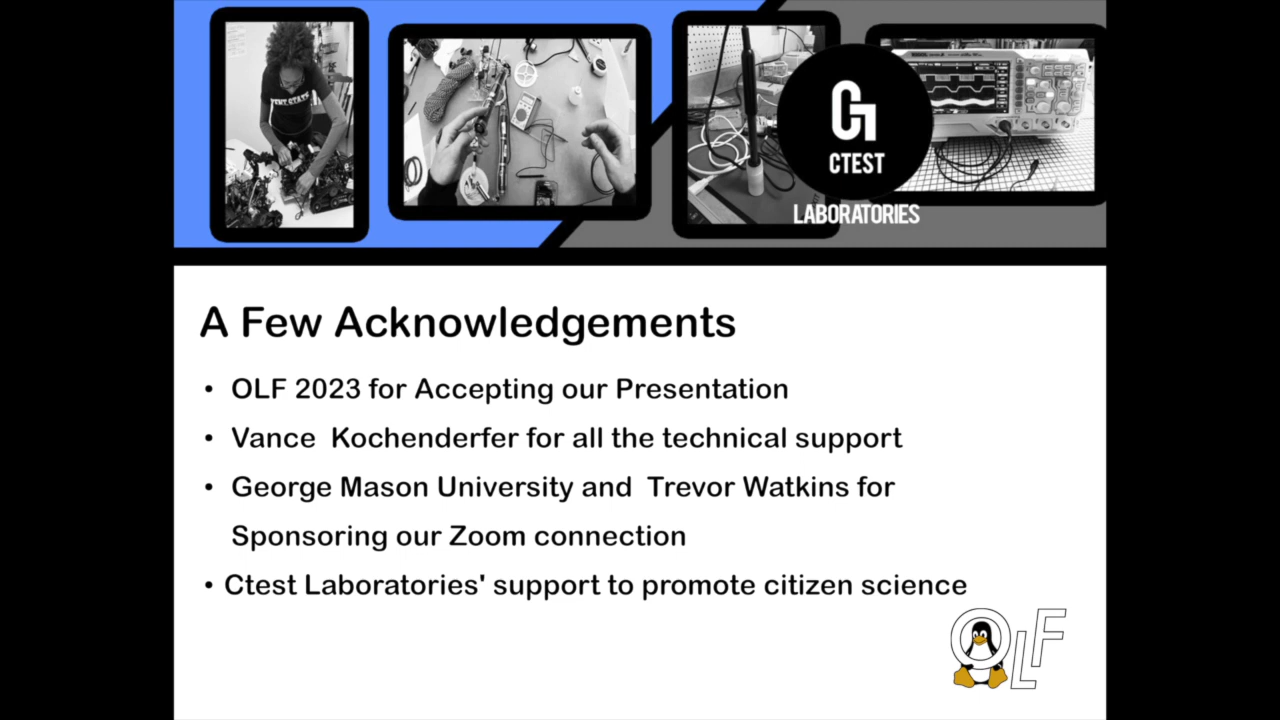 CTEST
LABORATORIES
A Few Acknowledgements
• OLF 2023 for Accepting our Presentation
• Vance  Kochenderfer for all the technical support
• George Mason University and  Trevor Watkins for
Sponsoring our Zoom connection
• Ctest Laboratories' support to promote citizen science
OLF